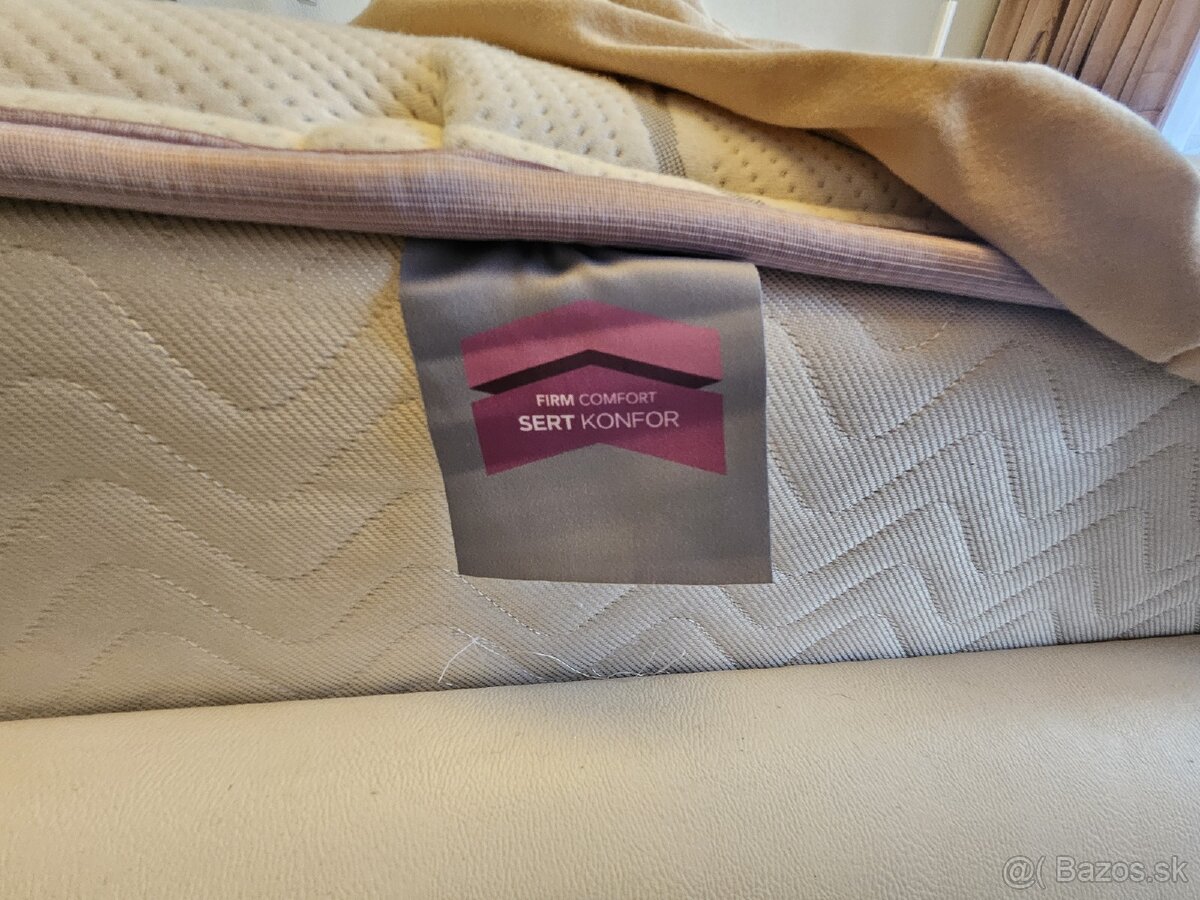 FIRM COMFORT
SERT KONFOR
@( Bazos.sk